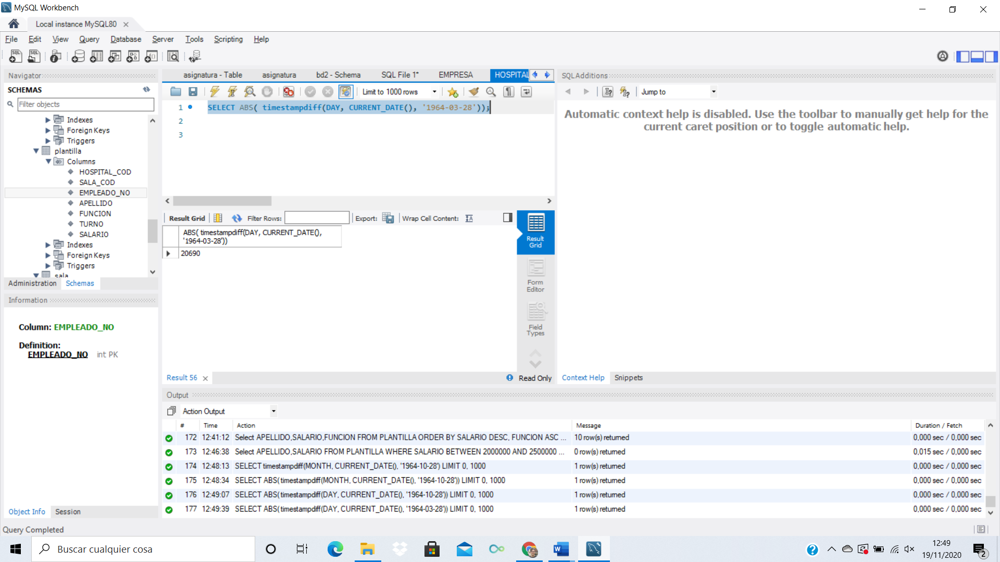 MySQL Workbench
Local instance MySQL80
File Edit View Query Database Server Tools Scripting Help
Navigator
SCHEMAS
Filter objects
Indexes
Foreign Keys
Triggers
plantilla
Columns
HOSPITAL_COD
SALA_COD
EMPLEADO_NO
APELLIDO
FUNCION
TURNO
SALARIO
Indexes
Foreign Keys
Triggers
sala
Administration Schemas
Information
Column: EMPLEADO_NO
Definition:
EMPLEADO_NO int PK
Object Info Session
asignatura - Table asignatura bd2 - Schema SQL File 1* EMPRESA HOSPITAL
Limit to 1000 rows
1 SELECT ABS( timestampdiff(DAY, CURRENT_DATE(), '1964-03-28'));
2
3
Result Grid Filter Rows: Export: Wrap Cell Content:
ABS( timestampdiff(DAY, CURRENT_DATE(),
'1964-03-28'))
20690
Result
Grid
Form
Editor
Field
Types
Result 56 Read Only
SQLAdditions
Jump to
Automatic context help is disabled. Use the toolbar to manually get help for the
current caret position or to toggle automatic help.
Context Help Snippets
Output
Action Output
# Time Action Message Duration / Fetch
172 12:41:12 Select APELLIDO,SALARIO,FUNCION FROM PLANTILLA ORDER BY SALARIO DESC, FUNCION ASC ... 10 row(s) returned 0,000 sec / 0,000 sec
173 12:46:38 Select APELLIDO,SALARIO FROM PLANTILLA WHERE SALARIO BETWEEN 2000000 AND 2500000 ... 0 row(s) returned 0,015 sec / 0,000 sec
174 12:48:13 SELECT timestampdiff(MONTH, CURRENT_DATE(), '1964-10-28') LIMIT 0, 1000 1 row(s) returned 0,000 sec / 0,000 sec
175 12:48:34 SELECT ABS( timestampdiff(MONTH, CURRENT_DATE(), '1964-10-28')) LIMIT 0, 1000 1 row(s) returned 0,000 sec / 0,000 sec
176 12:49:07 SELECT ABS( timestampdiff(DAY, CURRENT_DATE(), '1964-10-28')) LIMIT 0, 1000 1 row(s) returned 0,000 sec / 0,000 sec
177 12:49:39 SELECT ABS( timestampdiff(DAY, CURRENT_DATE(), '1964-03-28')) LIMIT 0, 1000 1 row(s) returned 0,000 sec / 0,000 sec
Query Completed
Buscar cualquier cosa
12:49
19/11/2020
2